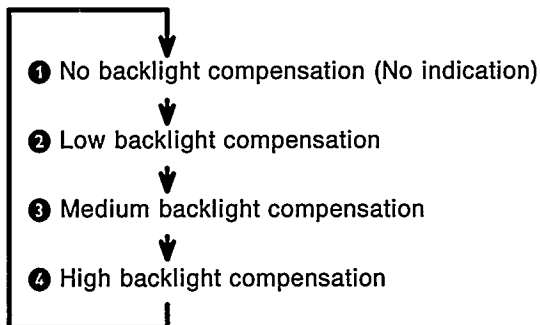 ❶ No backlight compensation (No indication)
❷ Low backlight compensation
❸ Medium backlight compensation
❹ High backlight compensation